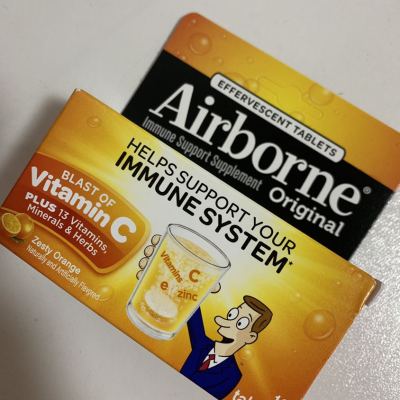 EFFERVESCENT TABLETS
Airborne®
Immune Support Supplement
Original
HELPS SUPPORT YOUR
IMMUNE SYSTEM*
BLAST OF
Vitamin C
PLUS 13 Vitamins,
Minerals & Herbs
Zesty Orange
Naturally and Artificially Flavored
Vitamins
C
e zinc